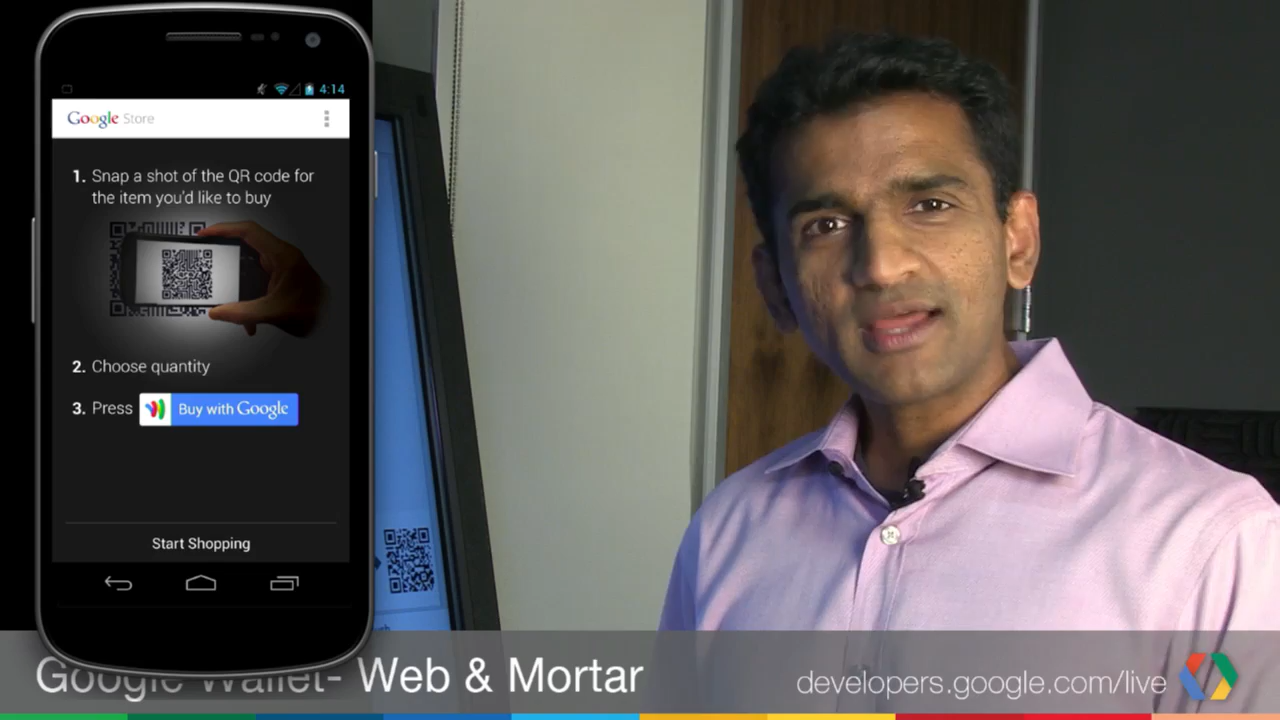 4:14
Google Store
1. Snap a shot of the QR code for
the item you'd like to buy
2. Choose quantity
3. Press Buy with Google
Start Shopping
Google Wallet- Web & Mortar
developers.google.com/live